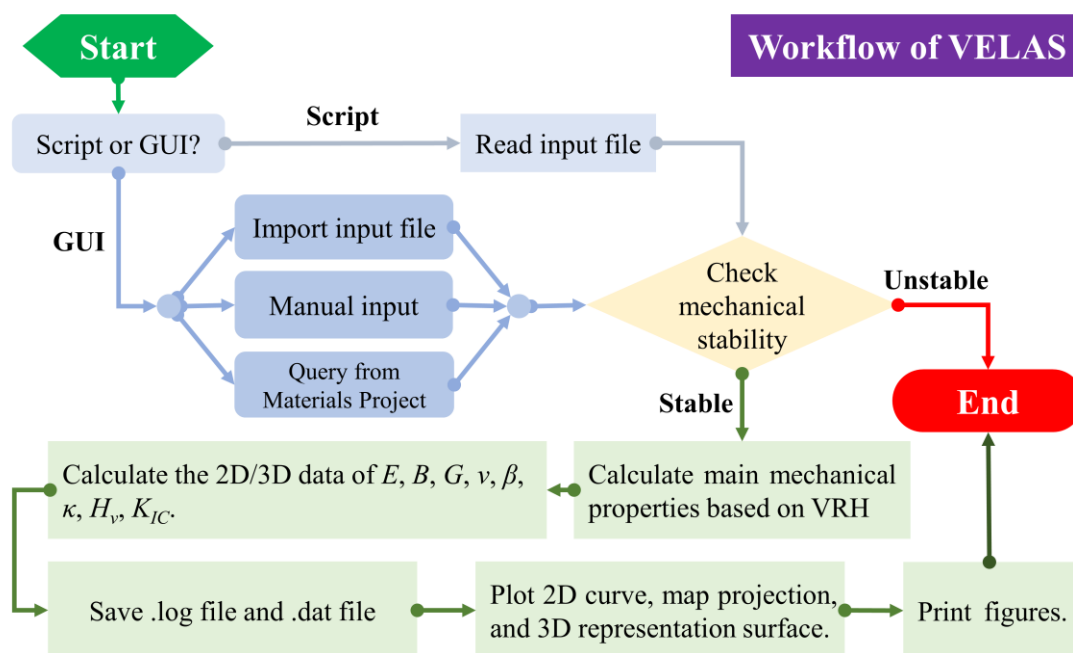 Start
Workflow of VELAS
Script or GUI?
Script
Read input file
GUI
Import input file
Manual input
Query from
Materials Project
Check
mechanical
stability
Unstable
End
Stable
Calculate main mechanical
properties based on VRH
Calculate the 2D/3D data of E, B, G, v, β,
κ, Hv, KIC.
Save .log file and .dat file
Plot 2D curve, map projection,
and 3D representation surface.
Print figures.